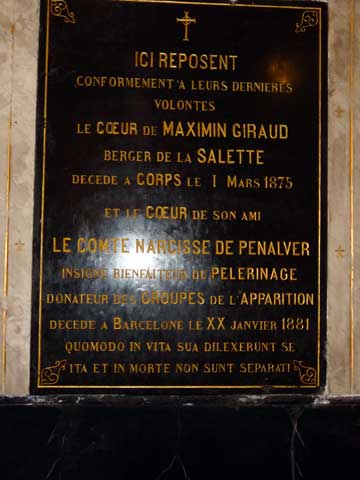 ICI REPOSENT
CONFORMEMENT A LEURS DERNIERES
VOLONTES
LE CŒUR DE MAXIMIN GIRAUD
BERGER DE LA SALETTE
DECEDE A CORPS LE 1 MARS 1875
ET LE CŒUR DE SON AMI
LE COMTE NARCISSE DE PENALVER
INSIGNE BIENFAITEUR DU PELERINAGE
DONATEUR DES GROUPES DE L'APPARITION
DECEDE A BARCELONE LE XX JANVIER 1881
QUOMODO IN VITA SUA DILEXERUNT SE
ITA ET IN MORTE NON SUNT SEPARATI